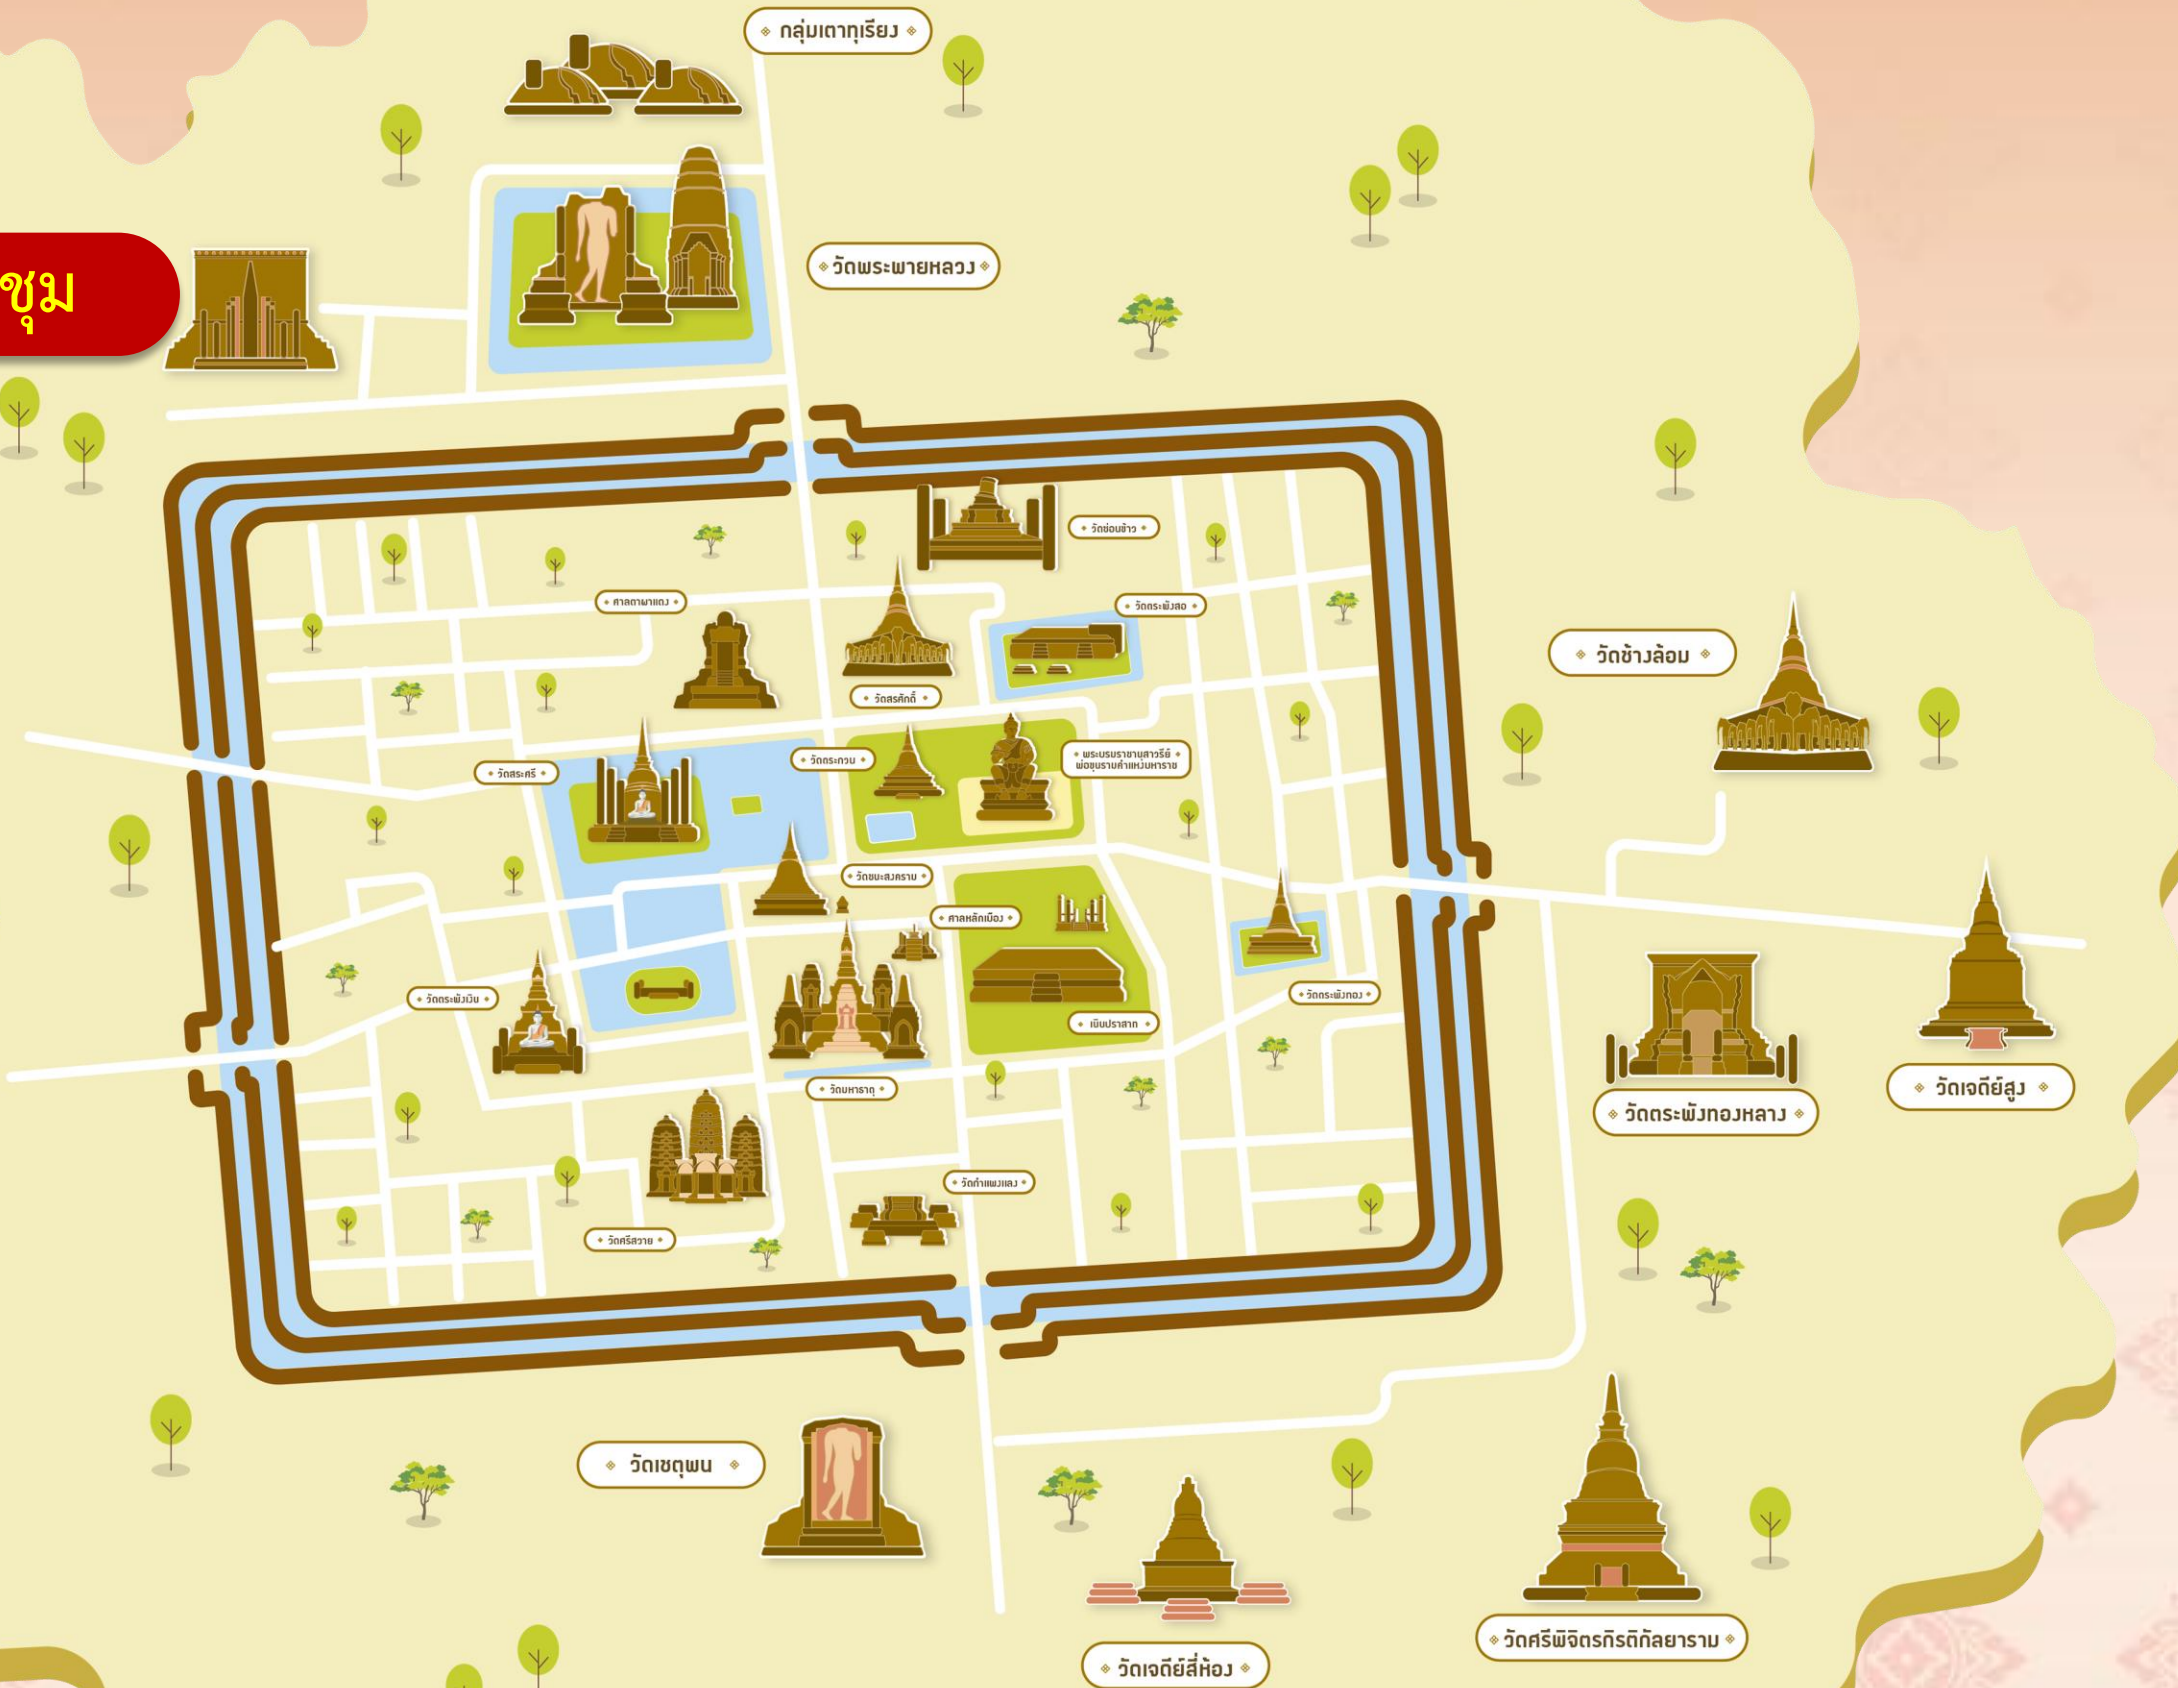 กลุ่มเตาทุเรียง
วัดพระพายหลวง
ชุม
วัดซ่อนข้าว
ศาลตาผาแดง
วัดตระพังสอ
วัดสรศักดิ์
วัดช้างล้อม
วัดสระศรี
วัดตระกวน
พระบรมราชานุสาวรีย์
พ่อขุนรามคำแหงมหาราช
วัดชนะสงคราม
ศาลหลักเมือง
วัดตระพังเงิน
วัดตระพังทอง
เนินปราสาท
วัดมหาธาตุ
วัดเจดีย์สูง
วัดตระพังทองหลาง
วัดกำแพงแลง
วัดศรีสวาย
วัดเชตุพน
วัดศรีพิจิตรกิรติกัลยาราม
วัดเจดีย์สี่ห้อง